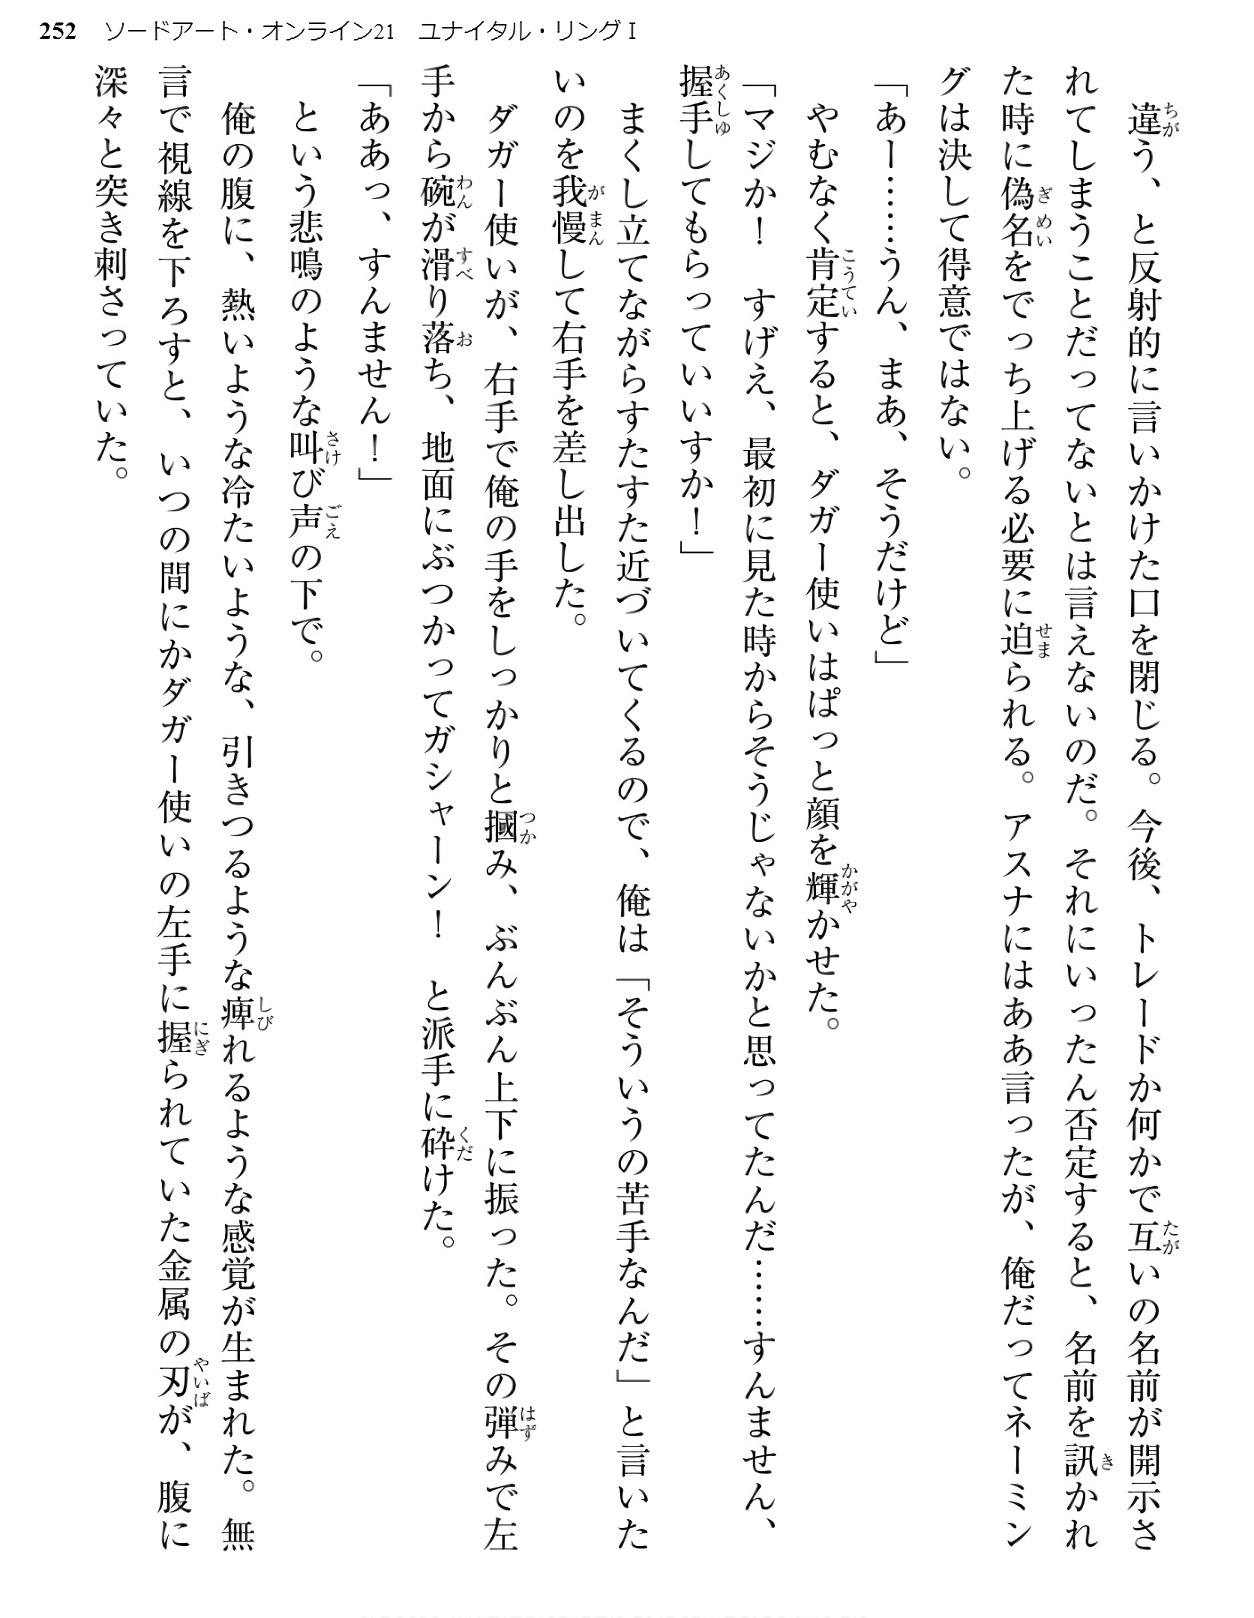 252 ソードアート・オンライン21 ユナイタル・リングⅠ
　違う、と反射的に言いかけた口を閉じる。今後、トレードか何かで互いの名前が開示さ
れてしまうことだってないとは言えないのだ。それにいったん否定すると、名前を訊かれ
た時に偽名をでっち上げる必要に迫られる。アスナにはああ言ったが、俺だってネーミン
グは決して得意ではない。
「あー……うん、まあ、そうだけど」
　やむなく肯定すると、ダガー使いはぱっと顔を輝かせた。
「マジか！　すげえ、最初に見た時からそうじゃないかと思ってたんだ……すんません、
握手してもらっていいすか！」
　まくし立てながらすたすた近づいてくるので、俺は「そういうの苦手なんだ」と言いた
いのを我慢して右手を差し出した。
　ダガー使いが、右手で俺の手をしっかりと摑み、ぶんぶん上下に振った。その弾みで左
手から碗が滑り落ち、地面にぶつかってガシャーン！　と派手に砕けた。
「ああっ、すんません！」
　という悲鳴のような叫び声の下で。
　俺の腹に、熱いような冷たいような、引きつるような痺れるような感覚が生まれた。無
言で視線を下ろすと、いつの間にかダガー使いの左手に握られていた金属の刃が、腹に
深々と突き刺さっていた。